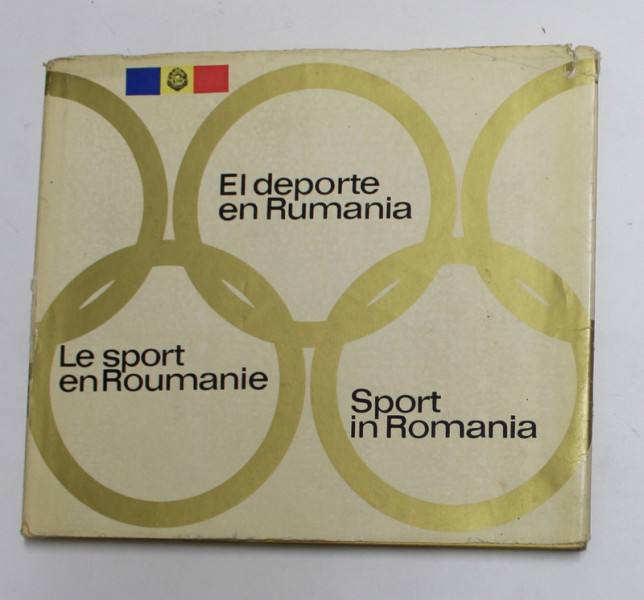 El deporte
en Rumania
Le sport
en Roumanie
Sport
in Romania